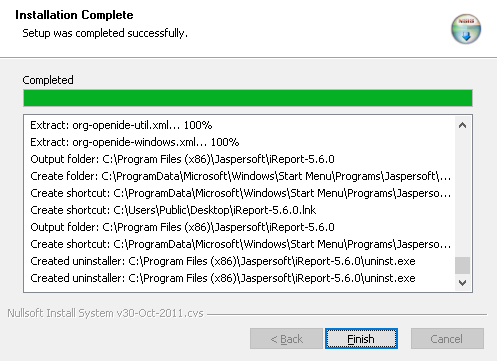 Installation Complete
Setup was completed successfully.
Completed
Extract: org-openide-util.xml... 100%
Extract: org-openide-windows.xml... 100%
Output folder: C:\Program Files (x86)\Jaspersoft\iReport-5.6.0
Create folder: C:\ProgramData\Microsoft\Windows\Start Menu\Programs\Jaspersoft\...
Create shortcut: C:\ProgramData\Microsoft\Windows\Start Menu\Programs\Jasperso...
Create shortcut: C:\Users\Public\Desktop\iReport-5.6.0.lnk
Output folder: C:\Program Files (x86)\Jaspersoft\iReport-5.6.0
Create shortcut: C:\ProgramData\Microsoft\Windows\Start Menu\Programs\Jasperso...
Created uninstaller: C:\Program Files (x86)\Jaspersoft\iReport-5.6.0\uninst.exe
Created uninstaller: C:\Program Files (x86)\Jaspersoft\iReport-5.6.0\uninst.exe
Nullsoft Install System v30-Oct-2011.cvs
< Back
Finish
Cancel